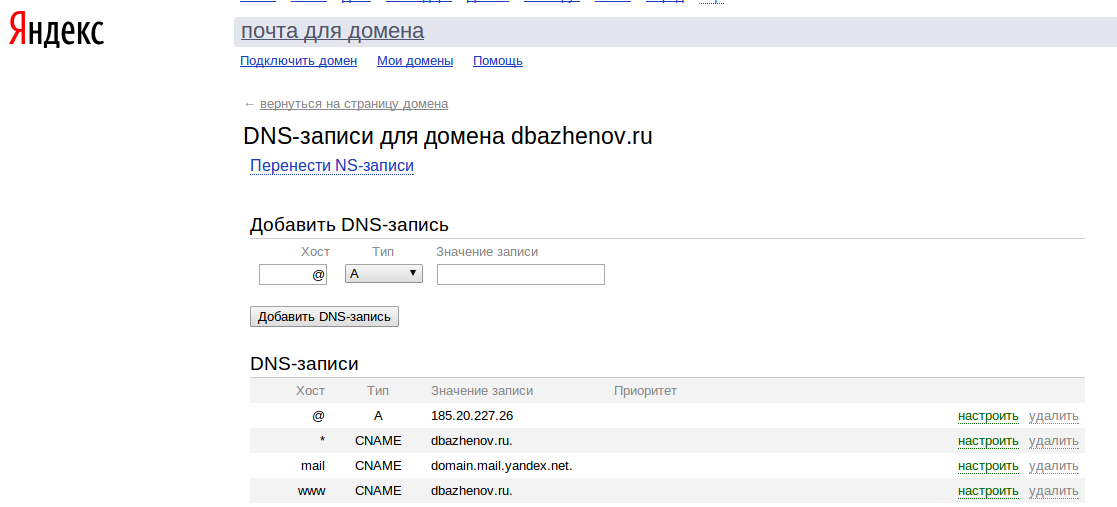 Яндекс
почта для домена
Подключить домен Мои домены Помощь
← вернуться на страницу домена
DNS-записи для домена dbazhenov.ru
Перенести NS-записи
Добавить DNS-запись
Хост Тип Значение записи
@ A
Добавить DNS-запись
DNS-записи
Хост Тип Значение записи Приоритет
@ A 185.20.227.26 настроить удалить
* CNAME dbazhenov.ru. настроить удалить
mail CNAME domain.mail.yandex.net. настроить удалить
www CNAME dbazhenov.ru. настроить удалить